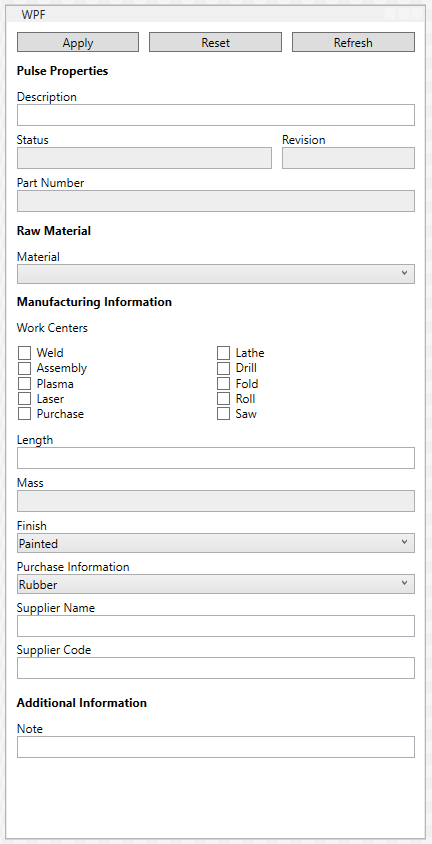 WPF
Apply Reset Refresh
Pulse Properties
Description
Status Revision
Part Number
Raw Material
Material
Manufacturing Information
Work Centers
Weld Lathe
Assembly Drill
Plasma Fold
Laser Roll
Purchase Saw
Length
Mass
Finish
Painted
Purchase Information
Rubber
Supplier Name
Supplier Code
Additional Information
Note